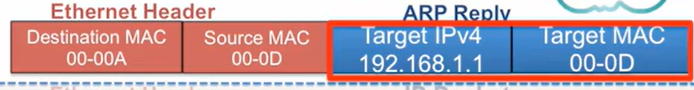 Ethernet Header
ARP Reply
Destination MAC
00-00A
Source MAC
00-0D
Target IPv4
192.168.1.1
Target MAC
00-0D